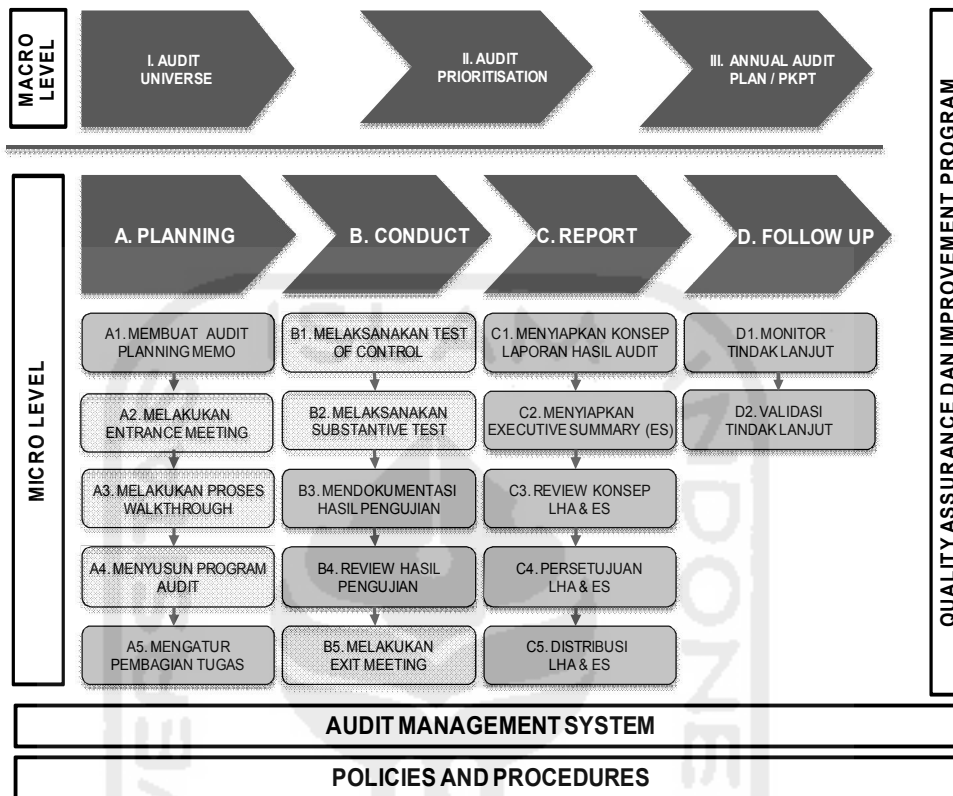 MACRO
LEVEL
I. AUDIT
UNIVERSE
II. AUDIT
PRIORITISATION
III. ANNUAL AUDIT
PLAN / PKPT
MICRO LEVEL
A. PLANNING
B. CONDUCT
C. REPORT
D. FOLLOW UP
A1. MEMBUAT AUDIT
PLANNING MEMO
A2. MELAKUKAN
ENTRANCE MEETING
A3. MELAKUKAN PROSES
WALKTHROUGH
A4. MENYUSUN PROGRAM
AUDIT
A5. MENGATUR
PEMBAGIAN TUGAS
B1. MELAKSANAKAN TEST
OF CONTROL
B2. MELAKSANAKAN
SUBSTANTIVE TEST
B3. MENDOKUMENTASI
HASIL PENGUJIAN
B4. REVIEW HASIL
PENGUJIAN
B5. MELAKUKAN
EXIT MEETING
C1. MENYIAPKAN KONSEP
LAPORAN HASIL AUDIT
C2. MENYIAPKAN
EXECUTIVE SUMMARY (ES)
C3. REVIEW KONSEP
LHA & ES
C4. PERSETUJUAN
LHA & ES
C5. DISTRIBUSI
LHA & ES
D1. MONITOR
TINDAK LANJUT
D2. VALIDASI
TINDAK LANJUT
QUALITY ASSURANCE DAN IMPROVEMENT PROGRAM
AUDIT MANAGEMENT SYSTEM
POLICIES AND PROCEDURES